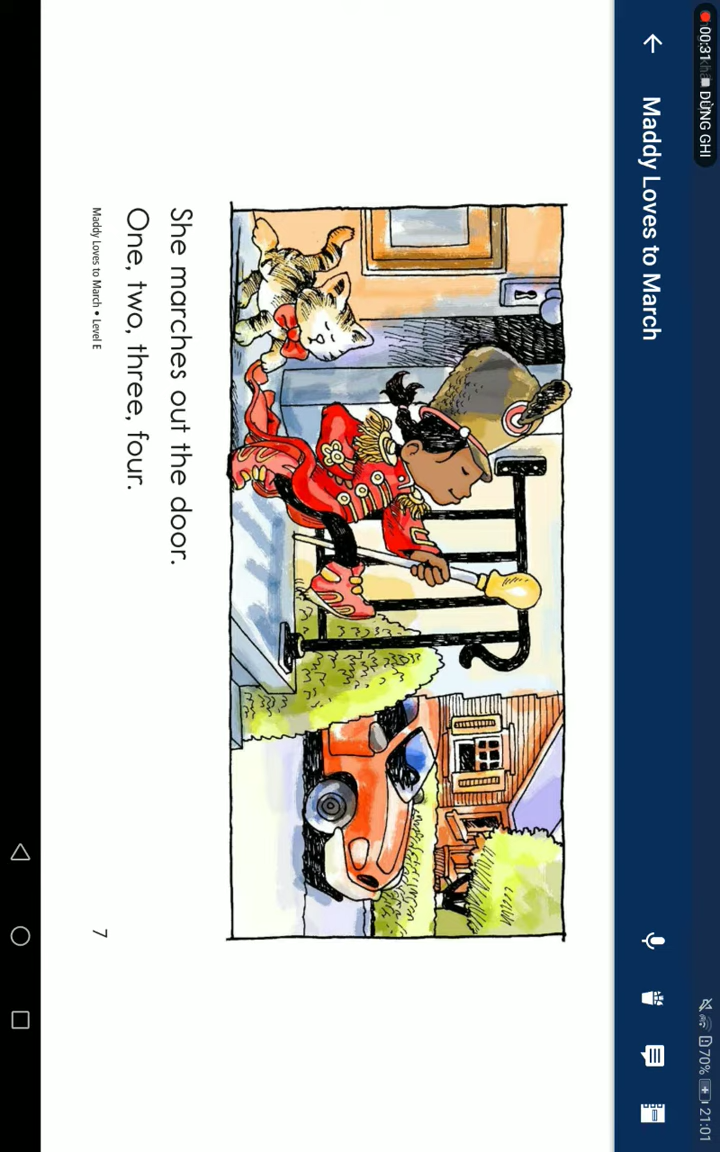 00:31 DỪNG GHI
70% 21:01
Maddy Loves to March
She marches out the door.
One, two, three, four.
Maddy Loves to March • Level E
7